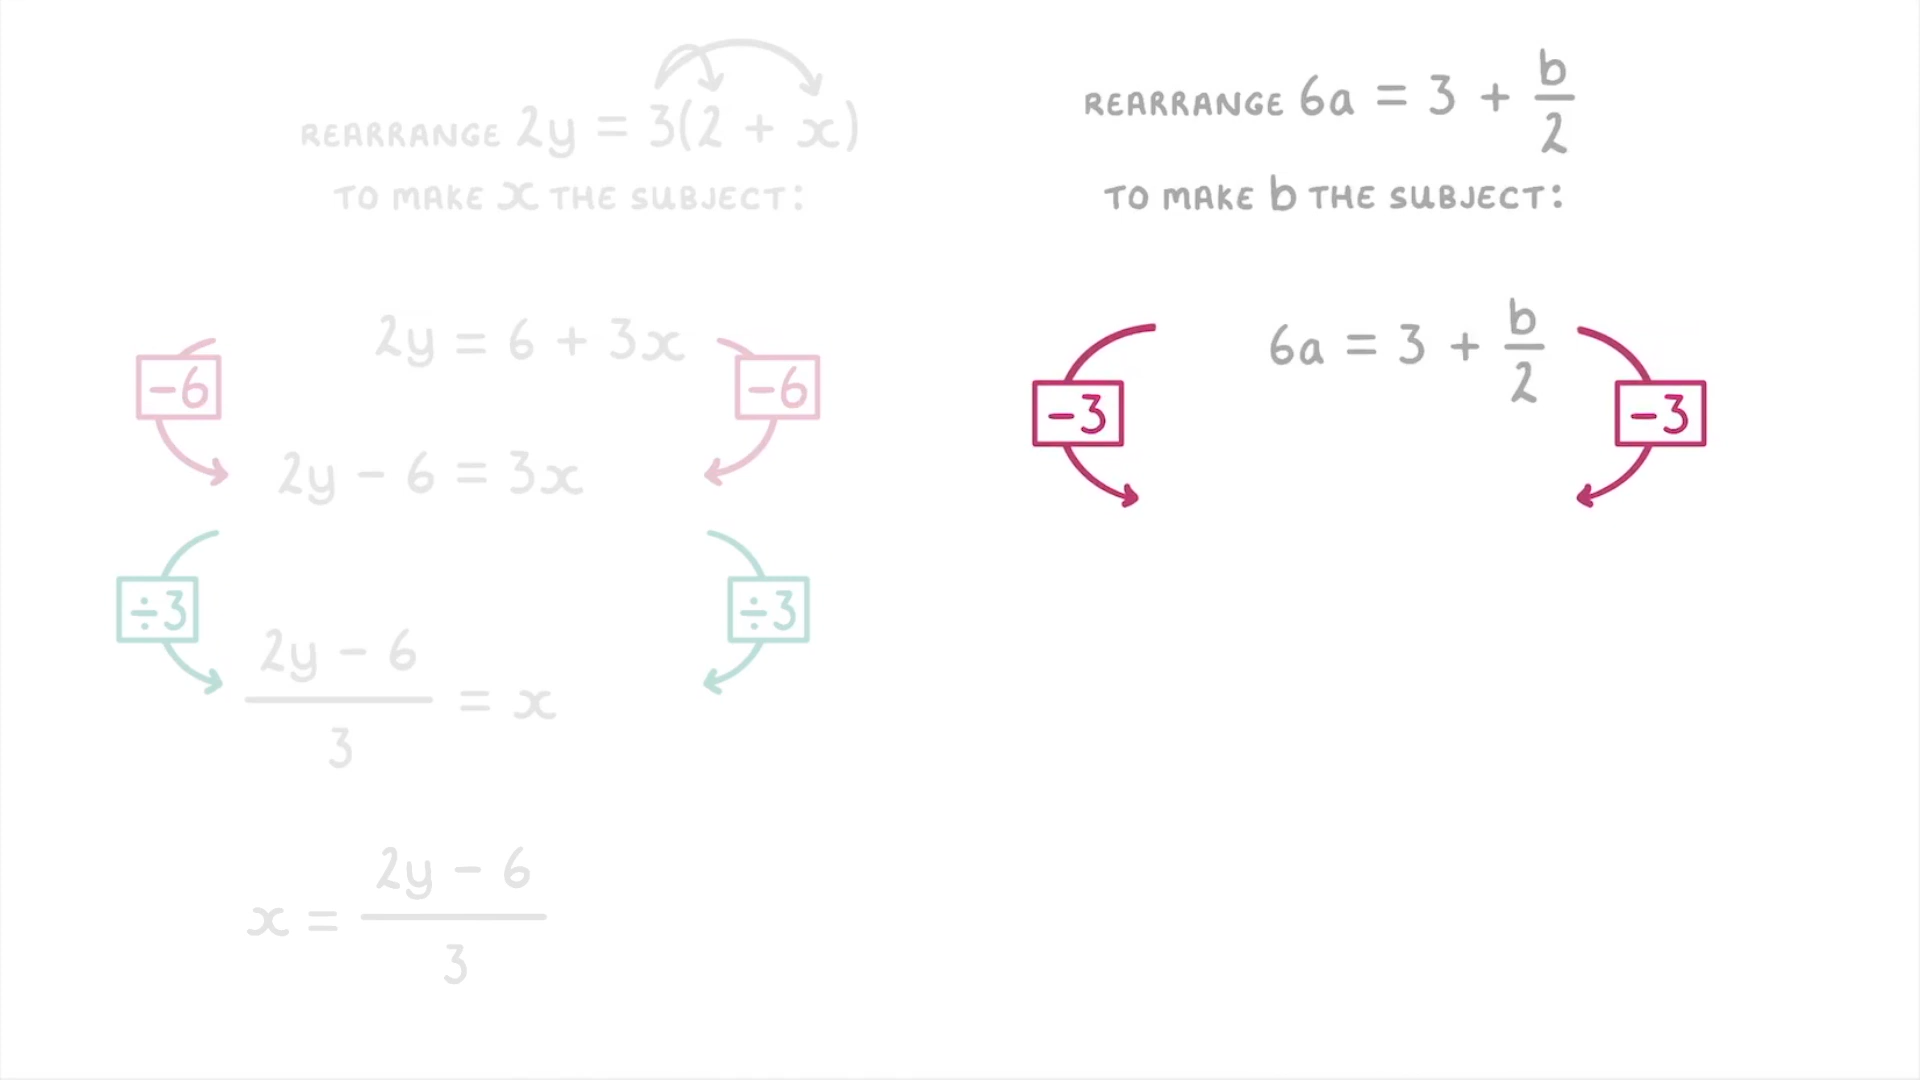 REARRANGE 2y = 3(2 + x)
TO MAKE x THE SUBJECT:
2y = 6 + 3x
-6 -6
2y - 6 = 3x
÷3 ÷3
2y - 6
3
= x
x =
2y - 6
3
REARRANGE 6a = 3 + b/2
TO MAKE b THE SUBJECT:
6a = 3 + b/2
-3 -3